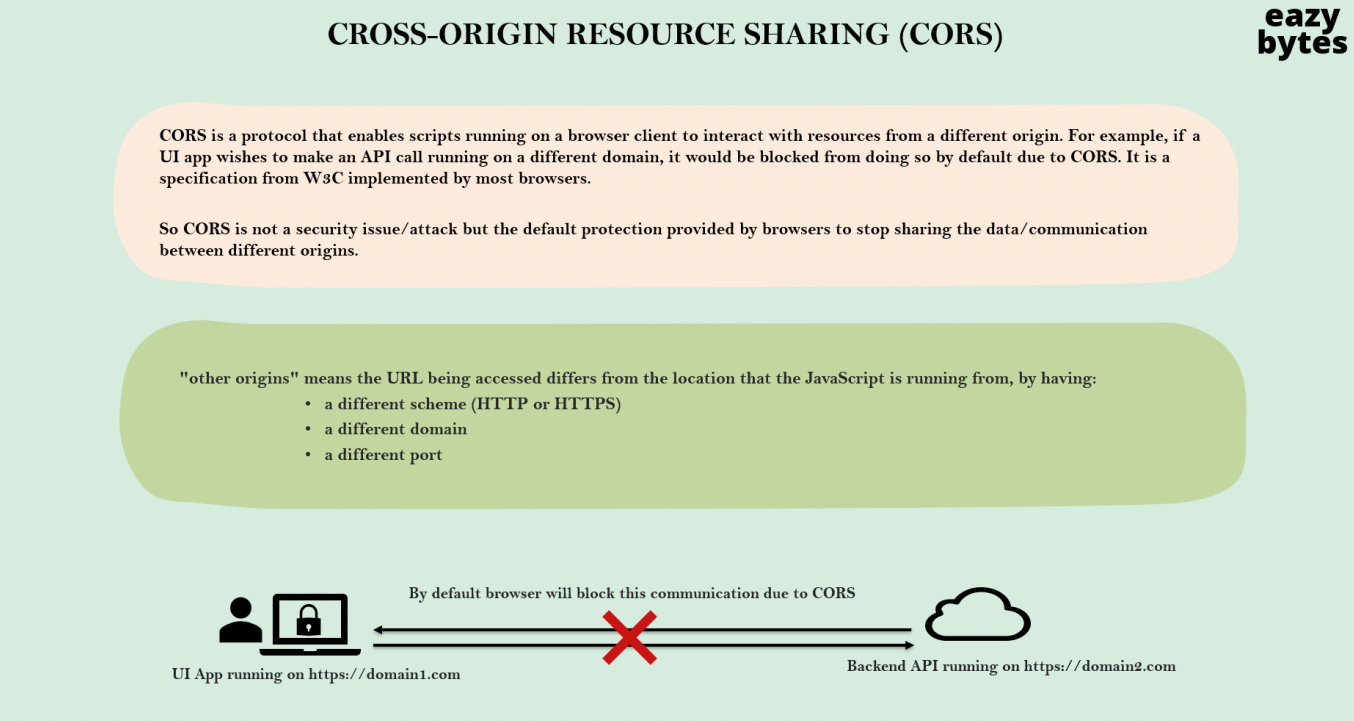 CROSS-ORIGIN RESOURCE SHARING (CORS)
eazy
bytes
CORS is a protocol that enables scripts running on a browser client to interact with resources from a different origin. For example, if a
UI app wishes to make an API call running on a different domain, it would be blocked from doing so by default due to CORS. It is a
specification from W3C implemented by most browsers.
So CORS is not a security issue/attack but the default protection provided by browsers to stop sharing the data/communication
between different origins.
"other origins" means the URL being accessed differs from the location that the JavaScript is running from, by having:
• a different scheme (HTTP or HTTPS)
• a different domain
• a different port
By default browser will block this communication due to CORS
UI App running on https://domain1.com
Backend API running on https://domain2.com